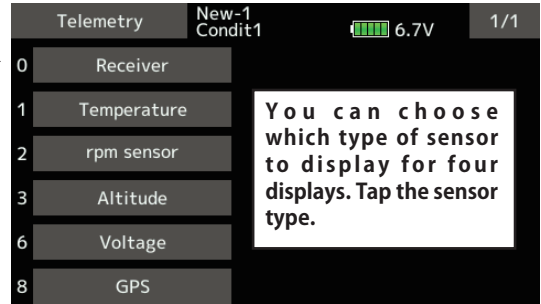 Telemetry
New-1
Condit1
6.7V
1/1
0 Receiver
1 Temperature
2 rpm sensor
3 Altitude
6 Voltage
8 GPS
You can choose
which type of sensor
to display for four
displays. Tap the sensor
type.